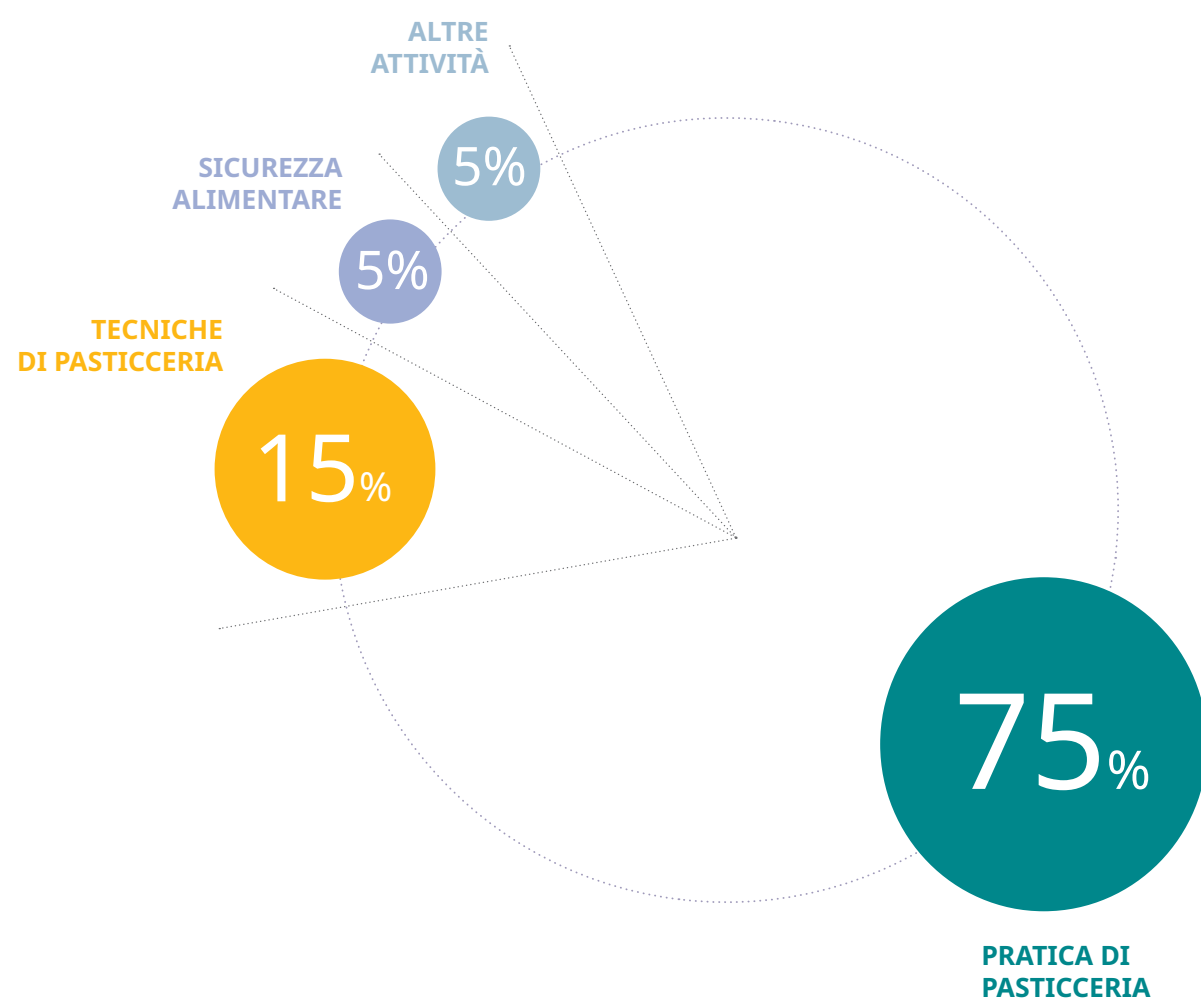 ALTRE
ATTIVITÀ
5%
SICUREZZA
ALIMENTARE
5%
TECNICHE
DI PASTICCERIA
15%
75%
PRATICA DI
PASTICCERIA